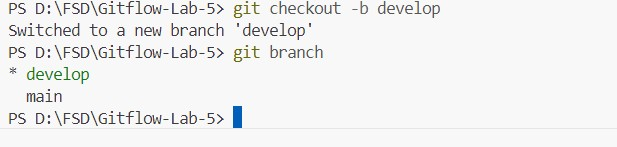 PS D:\FSD\Gitflow-Lab-5> git checkout -b develop
Switched to a new branch 'develop'
PS D:\FSD\Gitflow-Lab-5> git branch
* develop
  main
PS D:\FSD\Gitflow-Lab-5>